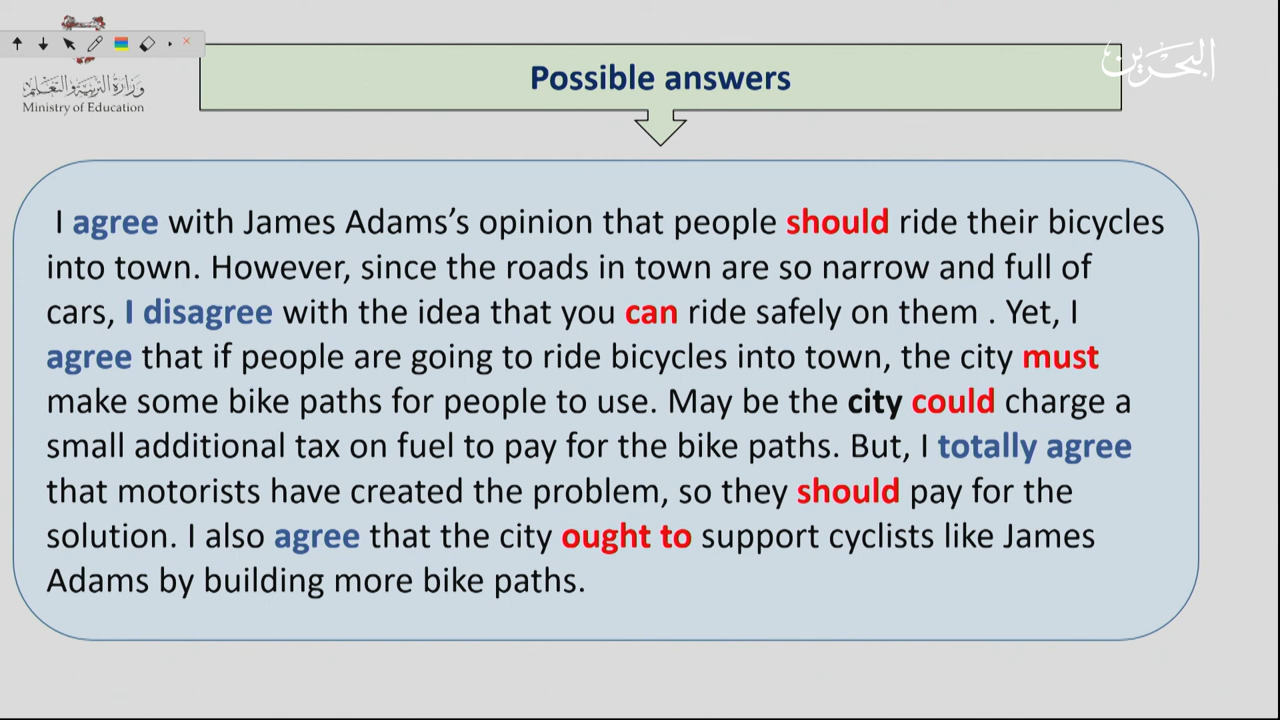 البحرين
وزارة التربية والتعليم
Ministry of Education
Possible answers
I agree with James Adams’s opinion that people should ride their bicycles
into town. However, since the roads in town are so narrow and full of
cars, I disagree with the idea that you can ride safely on them . Yet, I
agree that if people are going to ride bicycles into town, the city must
make some bike paths for people to use. May be the city could charge a
small additional tax on fuel to pay for the bike paths. But, I totally agree
that motorists have created the problem, so they should pay for the
solution. I also agree that the city ought to support cyclists like James
Adams by building more bike paths.